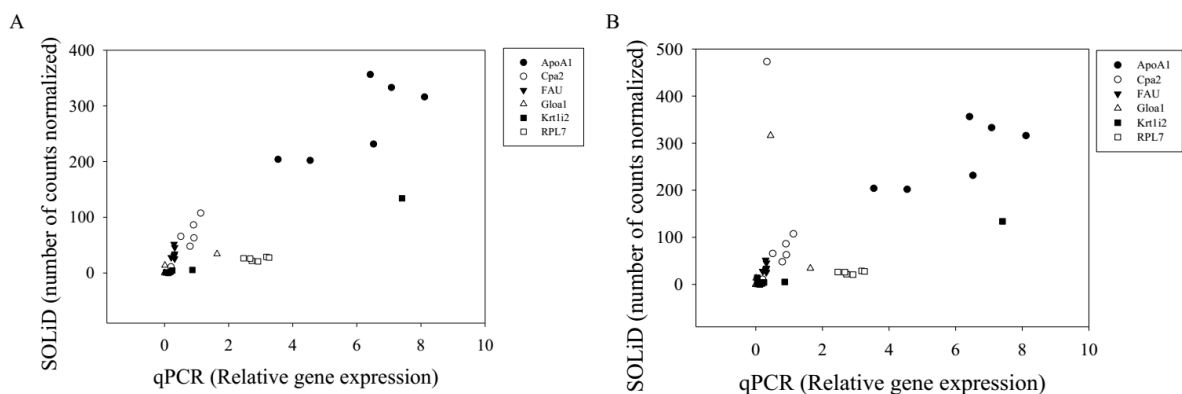 A
SOLiD (number of counts normalized)
400
300
200
100
0
-100
0
2
4
6
8
10
qPCR (Relative gene expression)
ApoA1
Cpa2
FAU
Gloa1
Krt1i2
RPL7
B
SOLiD (number of counts normalized)
500
400
300
200
100
0
-100
0
2
4
6
8
10
qPCR (Relative gene expression)
ApoA1
Cpa2
FAU
Gloa1
Krt1i2
RPL7